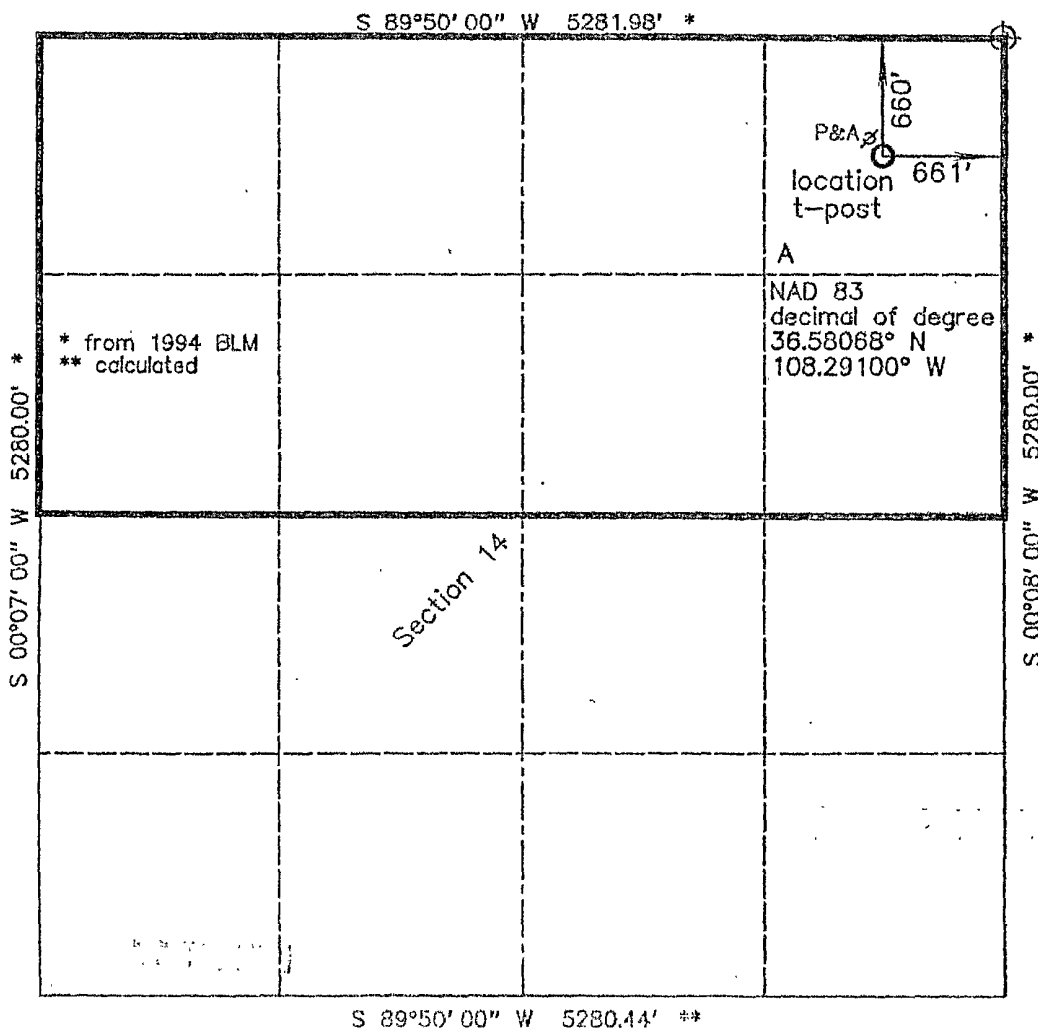 S 89°50'00" W 5281.98' *
660'
P&A
661'
location
t-post
A
NAD 83
decimal of degree
36.58068° N
108.29100° W
* from 1994 BLM
** calculated
S 00°07'00" W 5280.00' *
S 00°08'00" W 5280.00' *
Section 14
S 89°50'00" W 5280.44' **